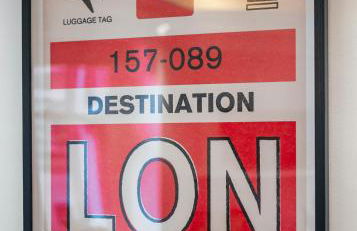 LUGGAGE TAG
157-089
DESTINATION
LON